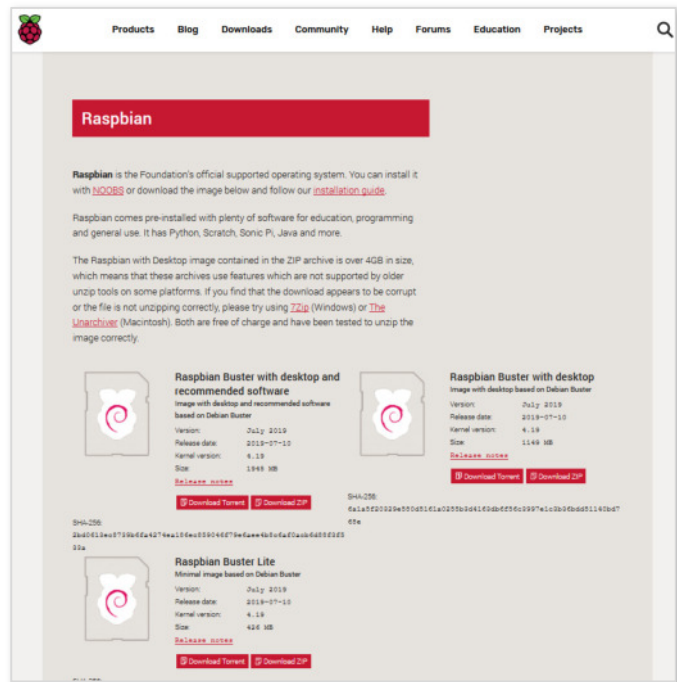 Products Blog Downloads Community Help Forums Education Projects
Raspbian
Raspbian is the Foundation's official supported operating system. You can install it
with NOOBS or download the image below and follow our installation guide.
Raspbian comes pre-installed with plenty of software for education, programming
and general use. It has Python, Scratch, Sonic Pi, Java and more.
The Raspbian with Desktop image contained in the ZIP archive is over 4GB in size,
which means that these archives use features which are not supported by older
unzip tools on some platforms. If you find that the download appears to be corrupt
or the file is not unzipping correctly, please try using 7Zip (Windows) or The
Unarchiver (Macintosh). Both are free of charge and have been tested to unzip the
image correctly.
Raspbian Buster with desktop and
recommended software
Image with desktop and recommended software
based on Debian Buster
Version: July 2019
Release date: 2019-07-10
Kernel version: 4.19
Size: 1949 MB
Release notes
Download Torrent Download ZIP
SHA-256:
Raspbian Buster with desktop
Image with desktop based on Debian Buster
Version: July 2019
Release date: 2019-07-10
Kernel version: 4.19
Size: 1149 MB
Release notes
Download Torrent Download ZIP
SHA-256:
Raspbian Buster Lite
Minimal image based on Debian Buster
Version: July 2019
Release date: 2019-07-10
Kernel version: 4.19
Size: 426 MB
Release notes
Download Torrent Download ZIP